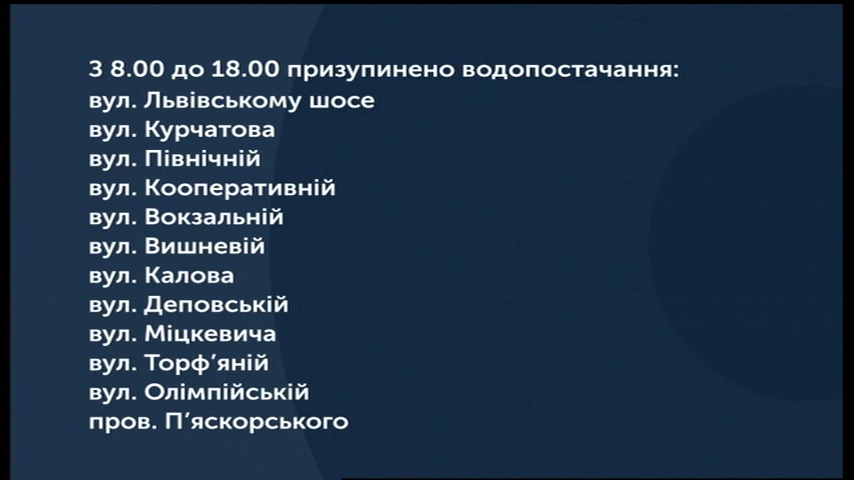 З 8.00 до 18.00 призупинено водопостачання:
вул. Львівському шосе
вул. Курчатова
вул. Північній
вул. Кооперативній
вул. Вокзальній
вул. Вишневій
вул. Калова
вул. Деповській
вул. Міцкевича
вул. Торф’яній
вул. Олімпійській
пров. П’яскорського